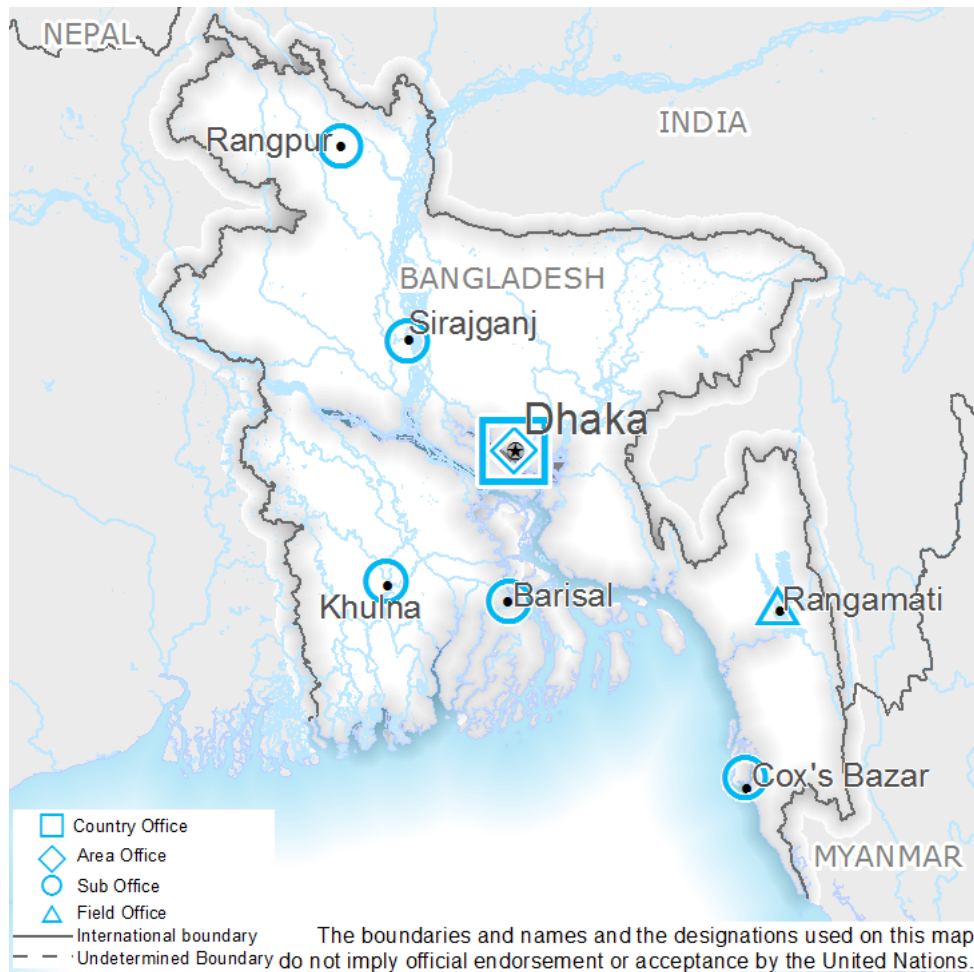 NEPAL
INDIA
Rangpur
BANGLADESH
Sirajganj
Dhaka
Khulna
Barisal
Rangamati
Cox's Bazar
MYANMAR
Country Office
Area Office
Sub Office
Field Office
International boundary
Undetermined Boundary
The boundaries and names and the designations used on this map
do not imply official endorsement or acceptance by the United Nations.